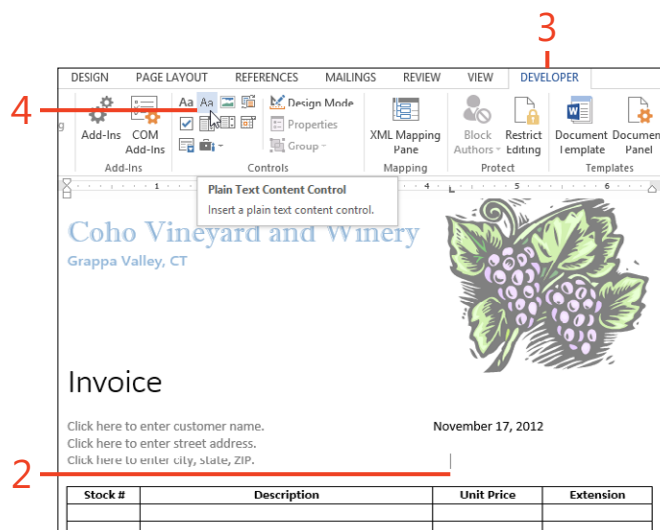 3
DESIGN PAGE LAYOUT REFERENCES MAILINGS REVIEW VIEW DEVELOPER
4
Aa Aa Design Mode
Properties
Group
Add-Ins COM Add-Ins
XML Mapping Pane
Block Authors Restrict Editing
Document Template Documen Panel
Add-Ins Controls Mapping Protect Templates
1 4 5 6
Plain Text Content Control
Insert a plain text content control.
Coho Vineyard and Winery
Grappa Valley, CT
Invoice
Click here to enter customer name. November 17, 2012
Click here to enter street address.
Click here to enter city, state, ZIP.
2
Stock # Description Unit Price Extension